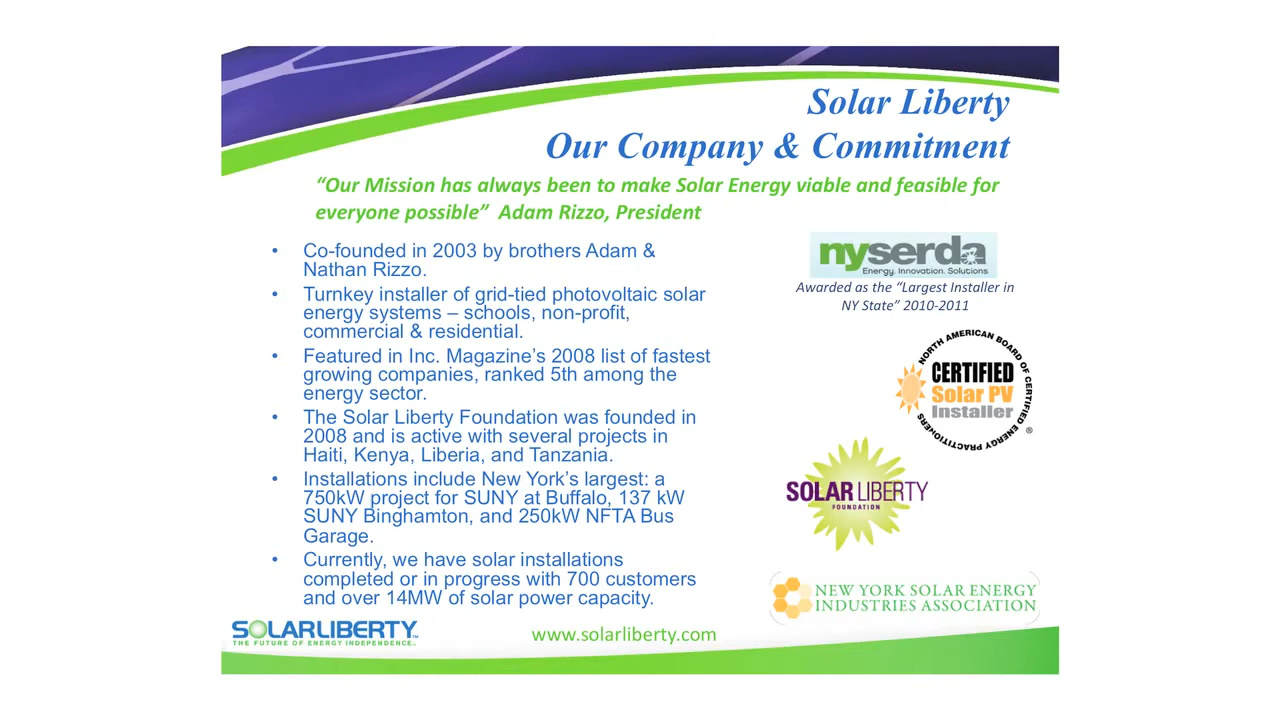 Solar Liberty
Our Company & Commitment
“Our Mission has always been to make Solar Energy viable and feasible for
everyone possible” Adam Rizzo, President
• Co-founded in 2003 by brothers Adam &
Nathan Rizzo.
• Turnkey installer of grid-tied photovoltaic solar
energy systems – schools, non-profit,
commercial & residential.
• Featured in Inc. Magazine’s 2008 list of fastest
growing companies, ranked 5th among the
energy sector.
• The Solar Liberty Foundation was founded in
2008 and is active with several projects in
Haiti, Kenya, Liberia, and Tanzania.
• Installations include New York’s largest: a
750kW project for SUNY at Buffalo, 137 kW
SUNY Binghamton, and 250kW NFTA Bus
Garage.
• Currently, we have solar installations
completed or in progress with 700 customers
and over 14MW of solar power capacity.
nyserda
Energy. Innovation. Solutions.
Awarded as the “Largest Installer in
NY State” 2010-2011
NORTH AMERICAN BOARD OF CERTIFIED ENERGY PRACTITIONERS ®
CERTIFIED
Solar PV
Installer
SOLAR LIBERTY
FOUNDATION
NEW YORK SOLAR ENERGY
INDUSTRIES ASSOCIATION
SOLARLIBERTY™
THE FUTURE OF ENERGY INDEPENDENCE™
www.solarliberty.com